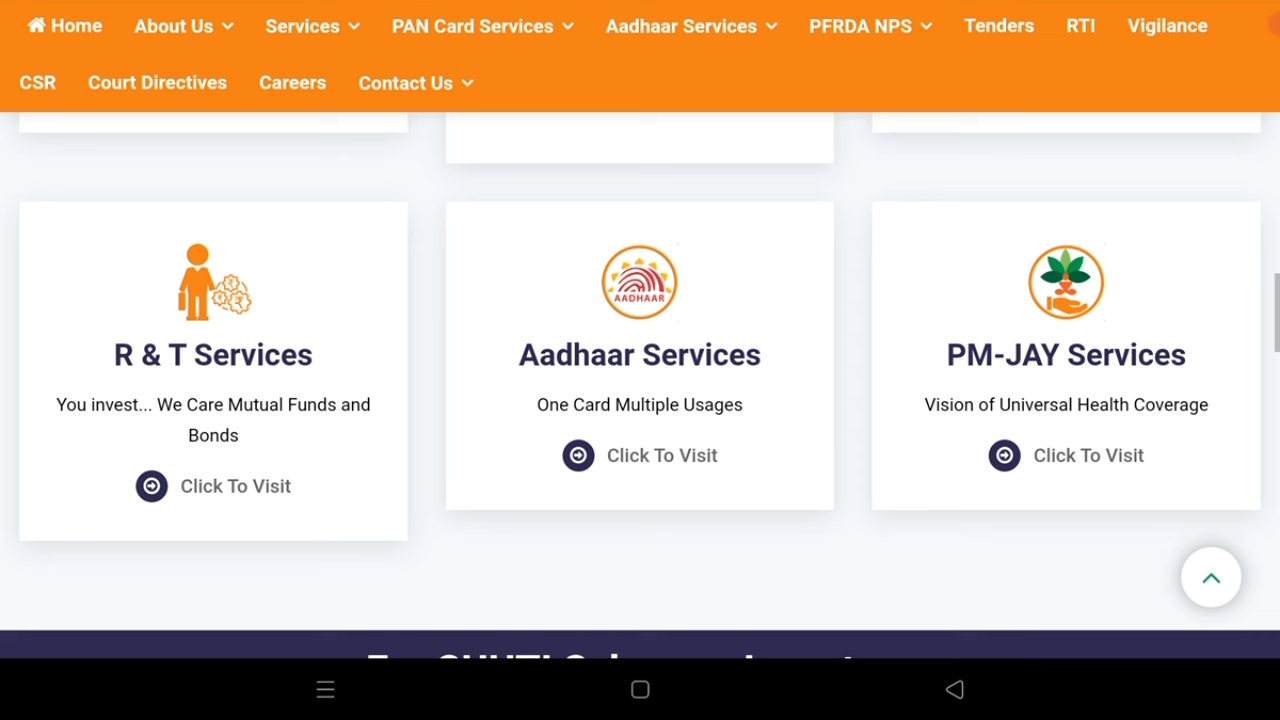 Home About Us Services PAN Card Services Aadhaar Services PFRDA NPS Tenders RTI Vigilance
CSR Court Directives Careers Contact Us
AADHAAR
R & T Services
You invest... We Care Mutual Funds and
Bonds
Click To Visit
Aadhaar Services
One Card Multiple Usages
Click To Visit
PM-JAY Services
Vision of Universal Health Coverage
Click To Visit